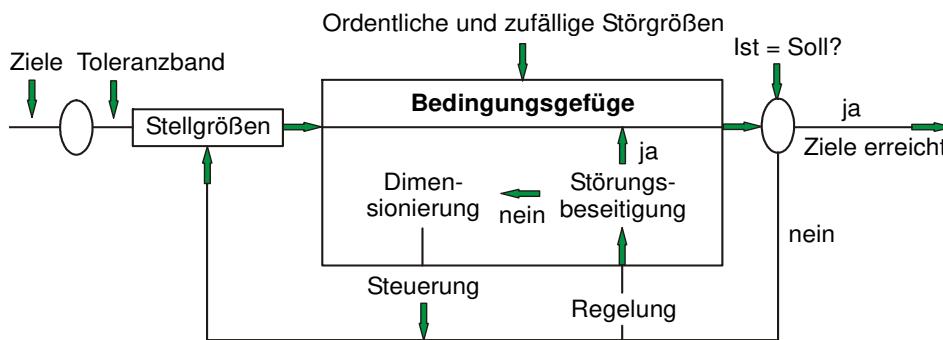 Ordentliche und zufällige Störgrößen
Ist = Soll?
Ziele Toleranzband
Bedingungsgefüge
ja
Stellgrößen
Ziele erreicht
ja
Dimen-
sionierung
nein
Störungs-
beseitigung
nein
Steuerung
Regelung